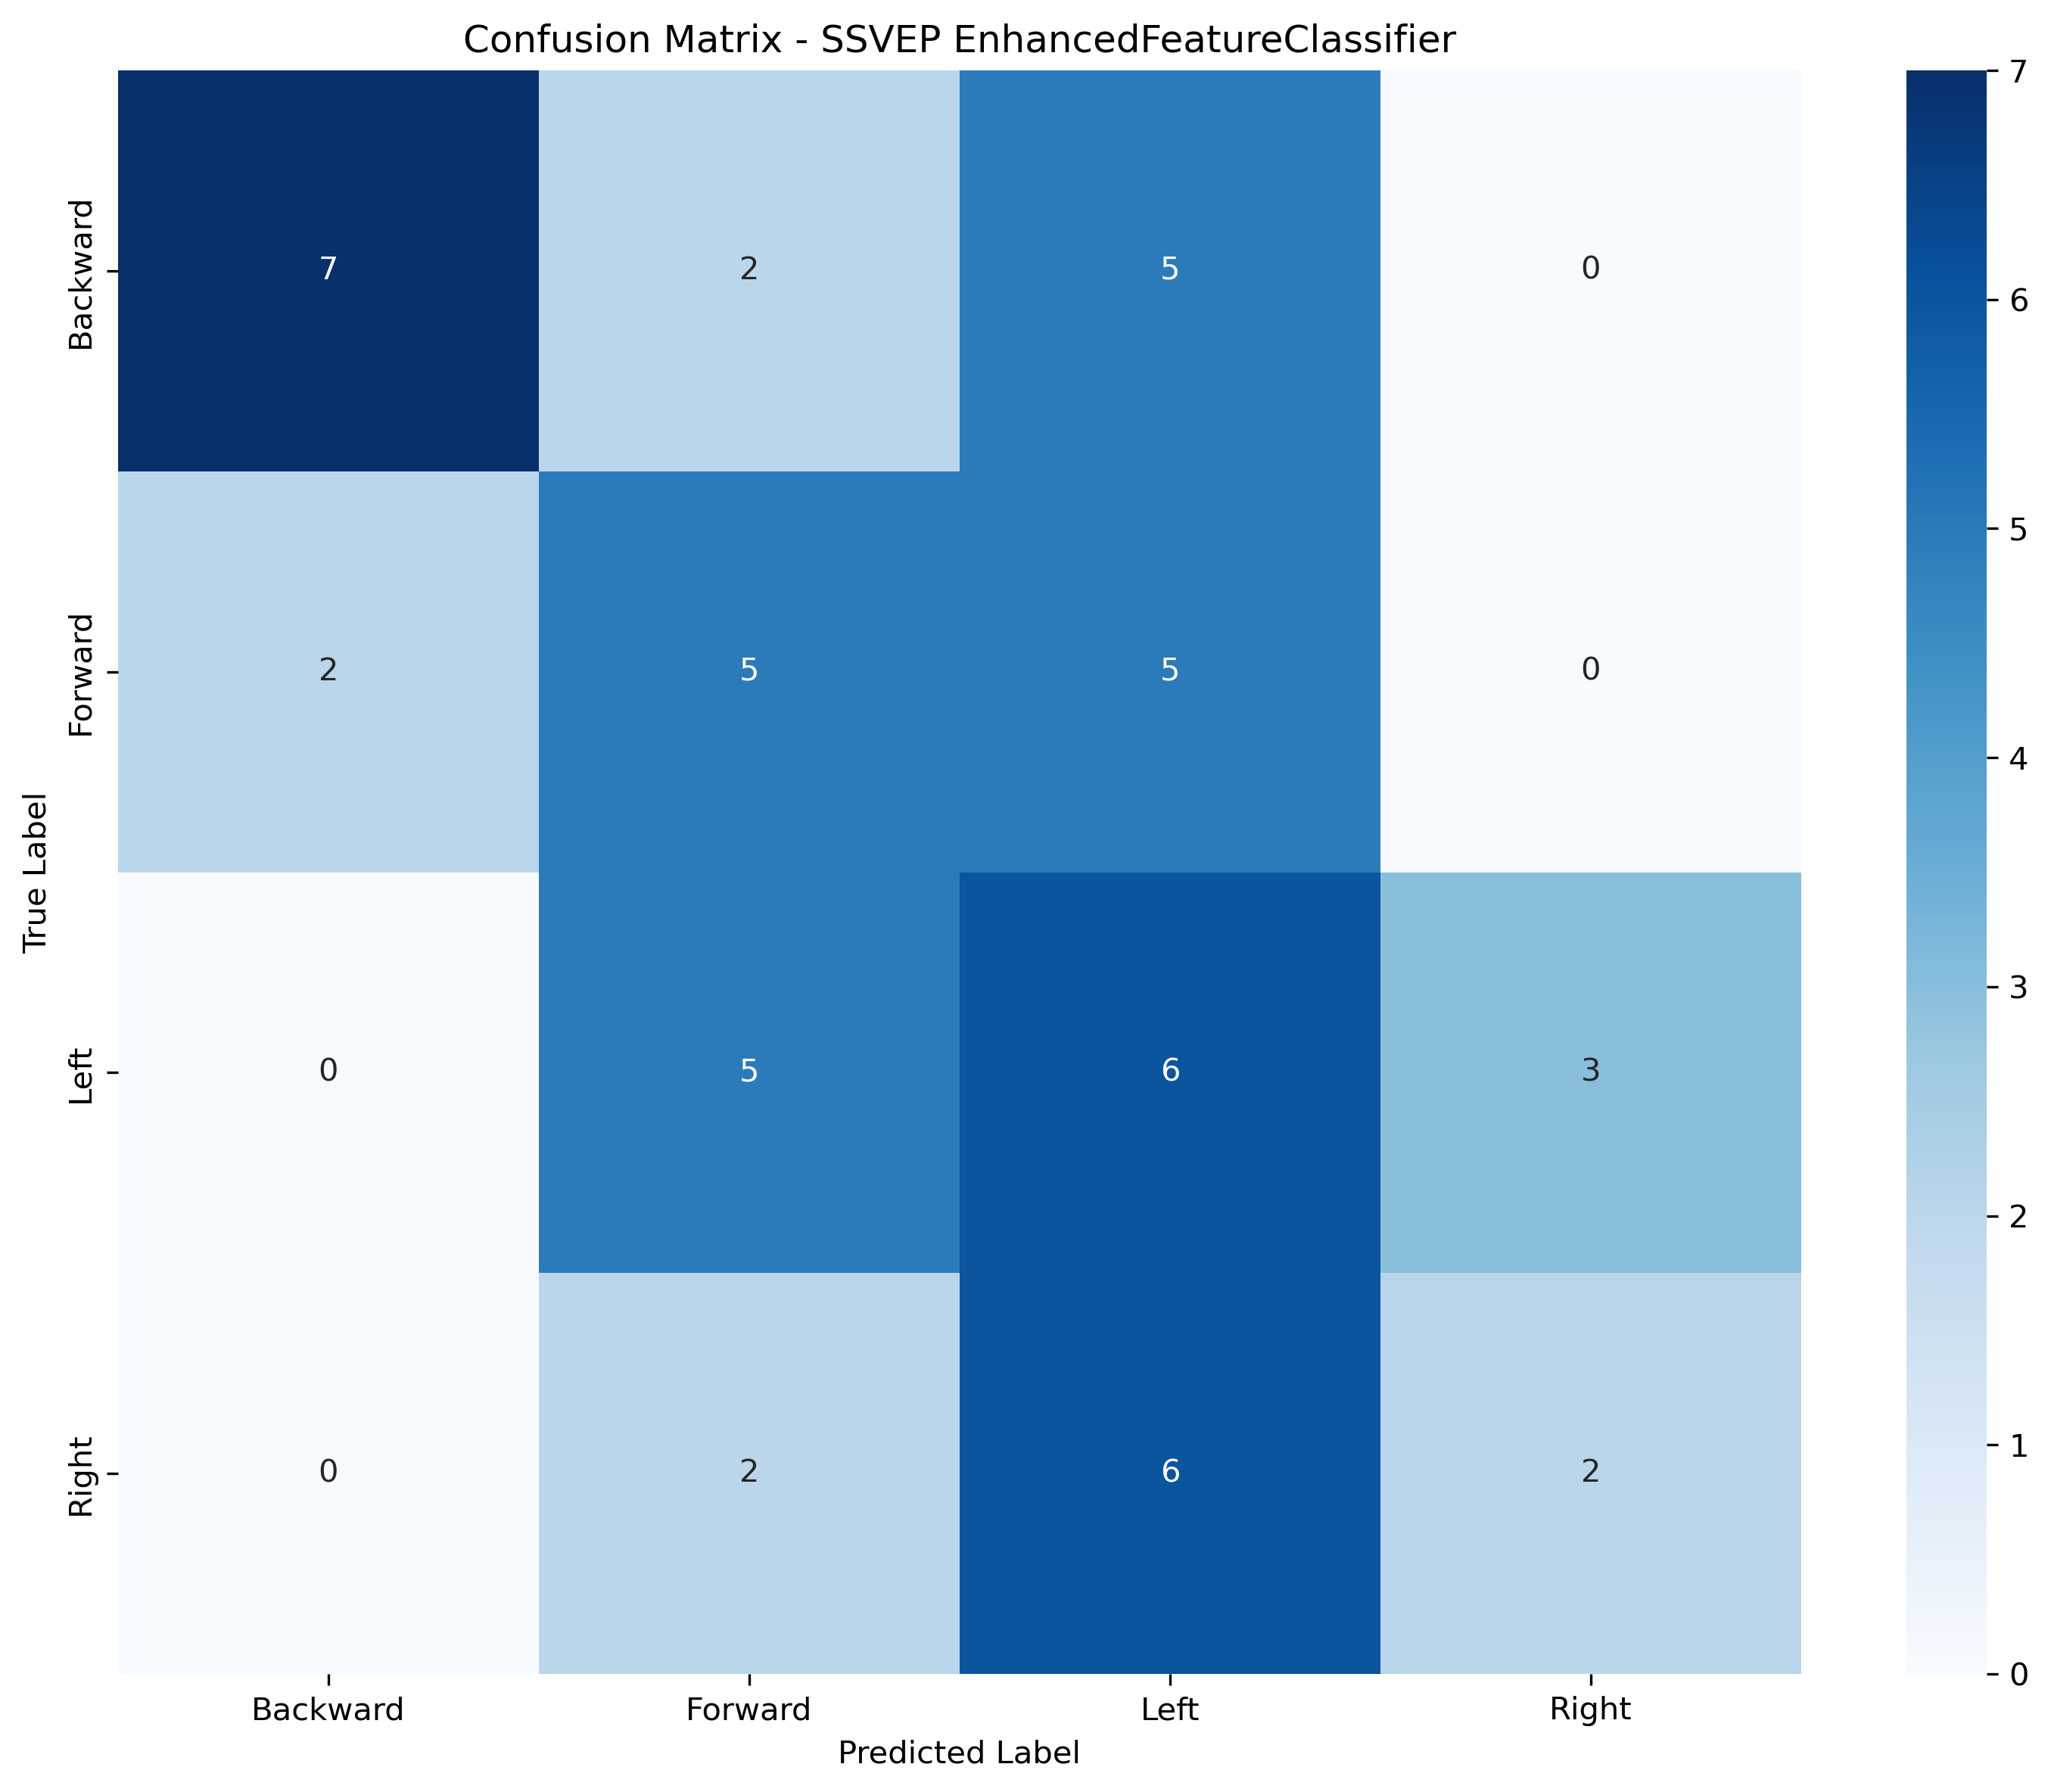 Confusion Matrix - SSVEP EnhancedFeatureClassifier
True Label
Backward
7 2 5 0
Forward
2 5 5 0
Left
0 5 6 3
Right
0 2 6 2
Backward Forward Left Right
Predicted Label
7
6
5
4
3
2
1
0